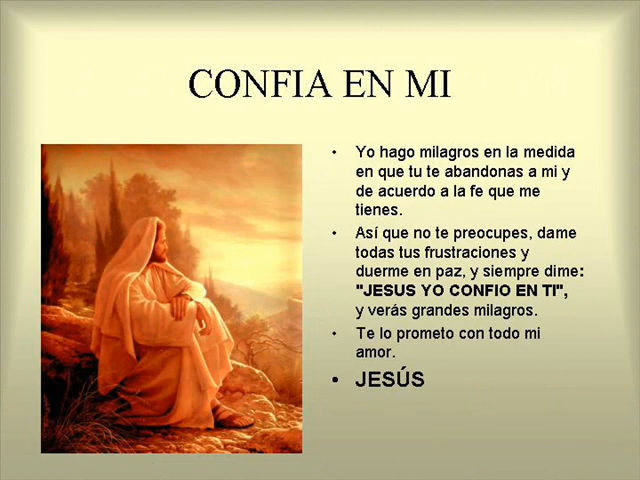 CONFIA EN MI
• Yo hago milagros en la medida
en que tu te abandonas a mi y
de acuerdo a la fe que me
tienes.
• Así que no te preocupes, dame
todas tus frustraciones y
duerme en paz, y siempre dime:
"JESUS YO CONFIO EN TI",
y verás grandes milagros.
• Te lo prometo con todo mi
amor.
• JESÚS